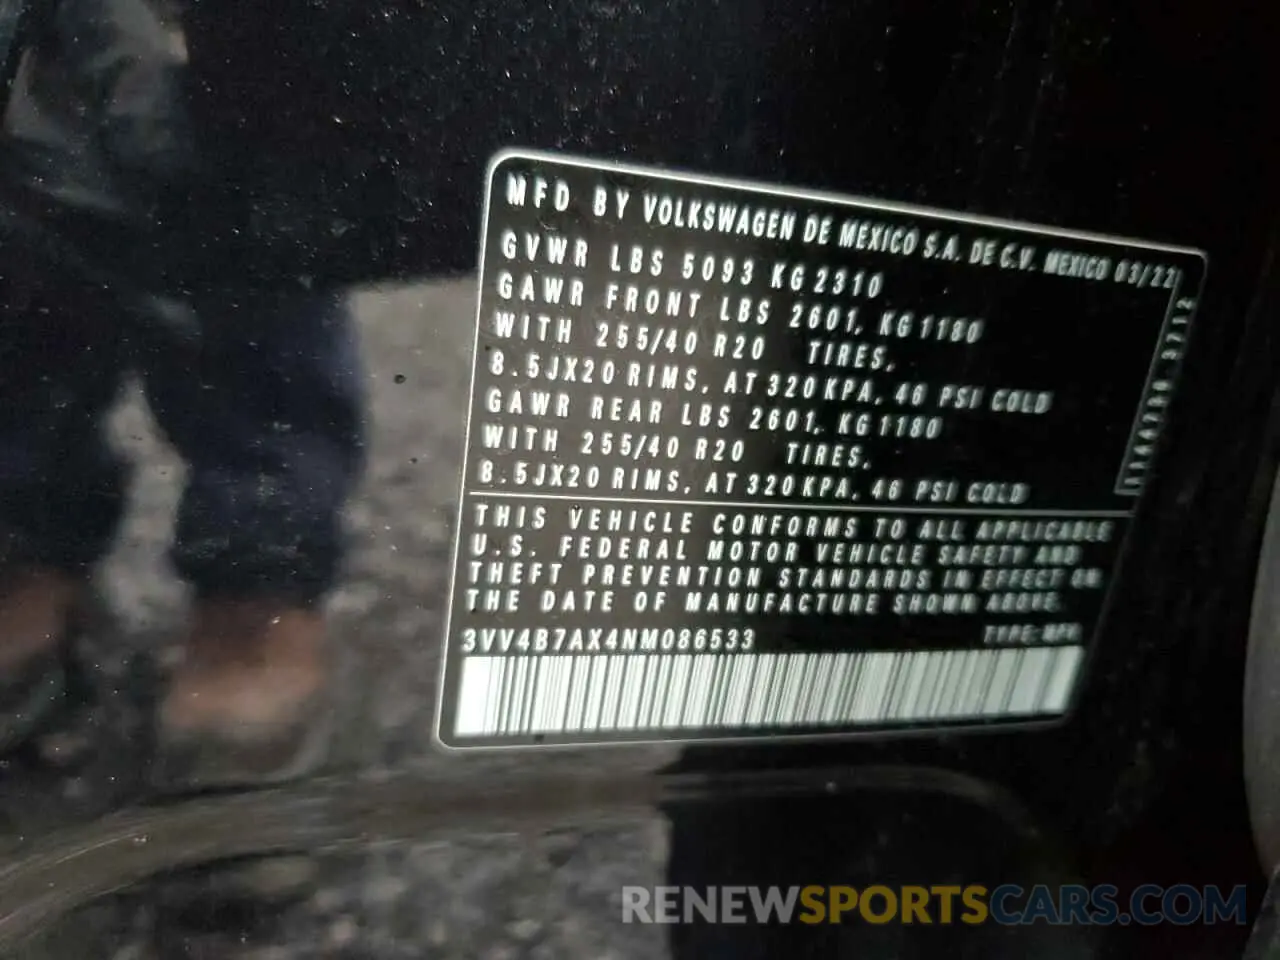 MFD BY VOLKSWAGEN DE MEXICO S.A. DE C.V. MEXICO 03/22
GVWR LBS 5093 KG 2310
GAWR FRONT LBS 2601, KG 1180
WITH 255/40 R20 TIRES,
8.5JX20 RIMS, AT 320 KPA, 46 PSI COLD
GAWR REAR LBS 2601, KG 1180
WITH 255/40 R20 TIRES,
8.5JX20 RIMS, AT 320 KPA, 46 PSI COLD
THIS VEHICLE CONFORMS TO ALL APPLICABLE
U.S. FEDERAL MOTOR VEHICLE SAFETY AND
THEFT PREVENTION STANDARDS IN EFFECT ON
THE DATE OF MANUFACTURE SHOWN ABOVE.
3VV4B7AX4NM086533 TYPE: MPV
RENEWSPORTSCARS.COM